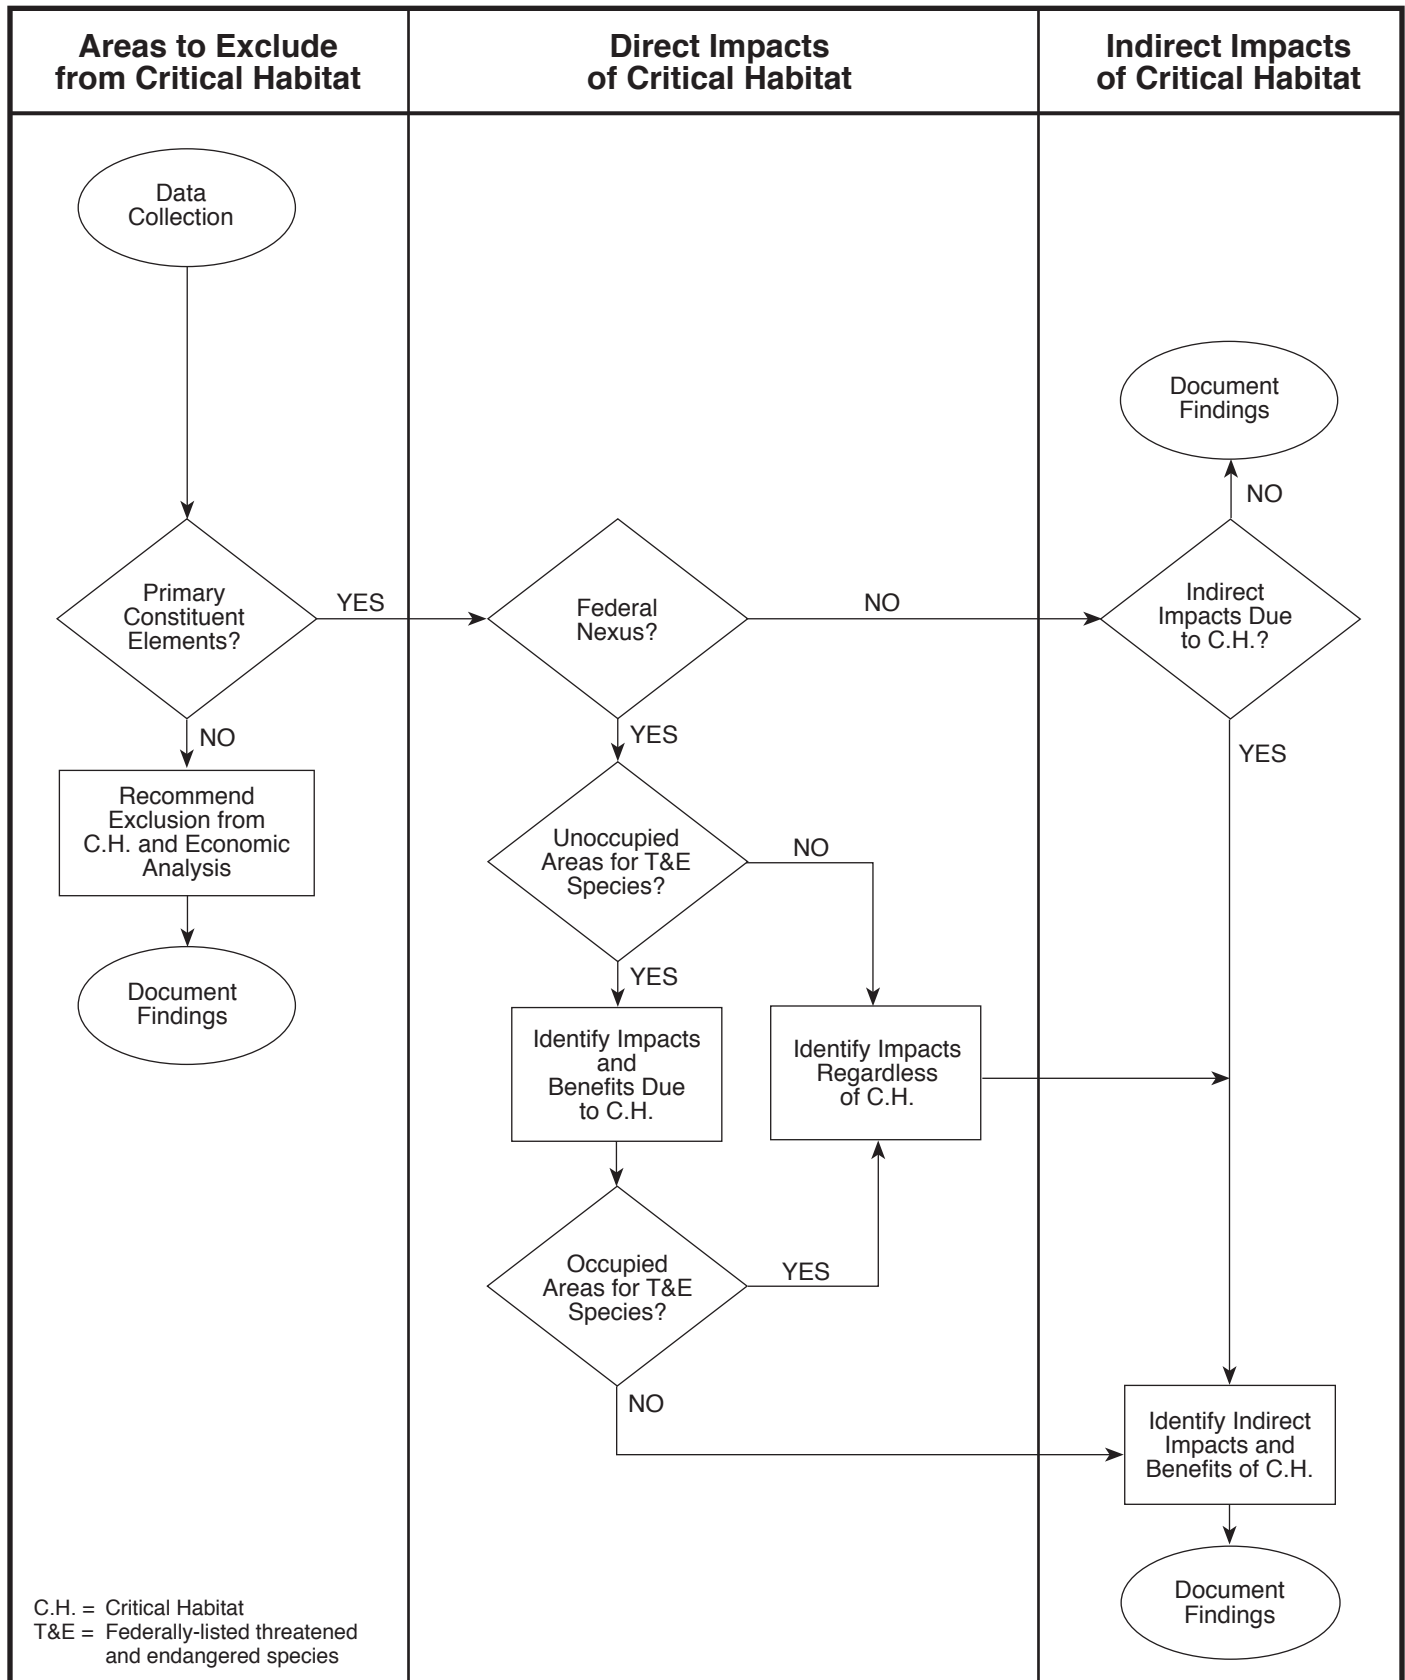 Areas to Exclude
from Critical Habitat
Direct Impacts
of Critical Habitat
Indirect Impacts
of Critical Habitat
Data
Collection
Primary
Constituent
Elements?
YES
NO
Recommend
Exclusion from
C.H. and Economic
Analysis
Document
Findings
Federal
Nexus?
NO
YES
Unoccupied
Areas for T&E
Species?
NO
YES
Identify Impacts
and
Benefits Due
to C.H.
Identify Impacts
Regardless
of C.H.
Occupied
Areas for T&E
Species?
YES
NO
Document
Findings
NO
Indirect
Impacts Due
to C.H.?
YES
Identify Indirect
Impacts and
Benefits of C.H.
Document
Findings
C.H. = Critical Habitat
T&E = Federally-listed threatened
and endangered species